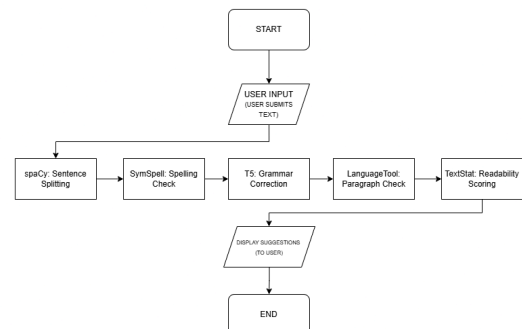 START
USER INPUT
(USER SUBMITS
TEXT)
spaCy: Sentence
Splitting
SymSpell: Spelling
Check
T5: Grammar
Correction
LanguageTool:
Paragraph Check
TextStat: Readability
Scoring
DISPLAY SUGGESTIONS
(TO USER)
END